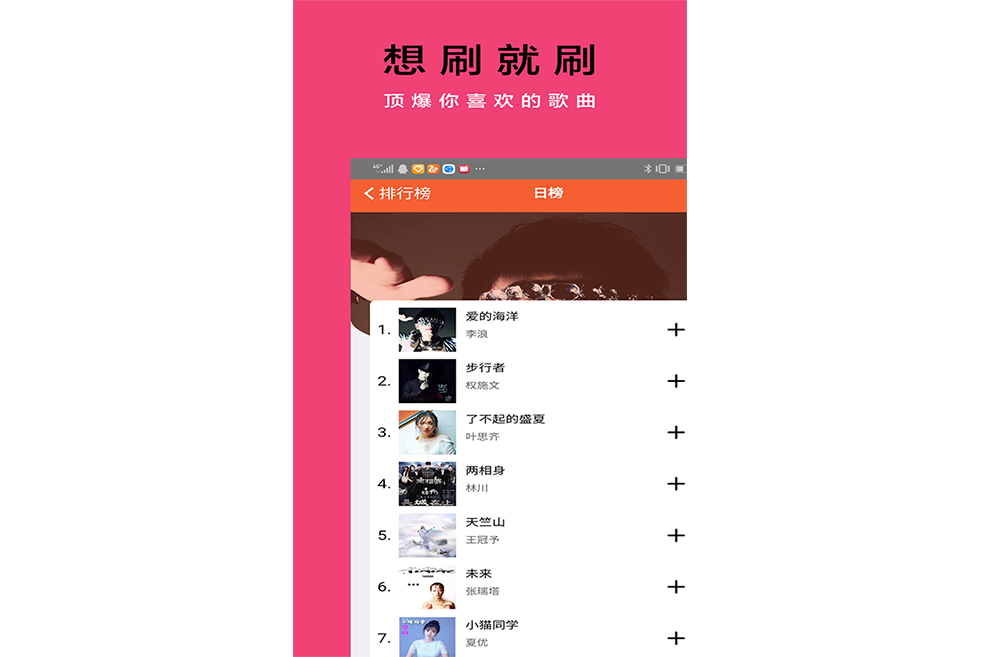 想刷就刷
顶爆你喜欢的歌曲
排行榜
日榜
1.
爱的海洋
李浪
2.
步行者
权施文
3.
了不起的盛夏
叶思齐
4.
两相身
林川
5.
天竺山
王冠予
6.
未来
张瑞塔
7.
小猫同学
夏优